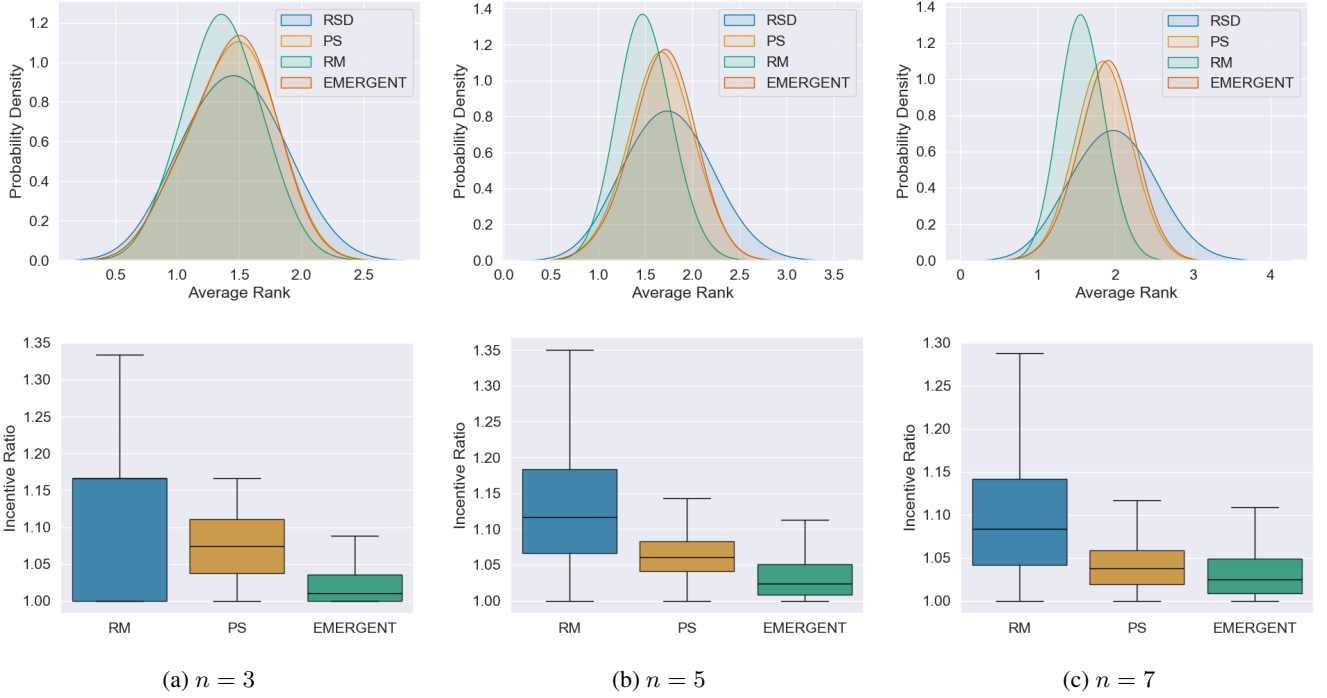 1.2
1.0
0.8
0.6
0.4
0.2
0.0
Probability Density
0.5 1.0 1.5 2.0 2.5
Average Rank
RSD
PS
RM
EMERGENT
1.4
1.2
1.0
0.8
0.6
0.4
0.2
0.0
Probability Density
0.0 0.5 1.0 1.5 2.0 2.5 3.0 3.5
Average Rank
RSD
PS
RM
EMERGENT
1.4
1.2
1.0
0.8
0.6
0.4
0.2
0.0
Probability Density
0 1 2 3 4
Average Rank
RSD
PS
RM
EMERGENT
1.35
1.30
1.25
1.20
1.15
1.10
1.05
1.00
Incentive Ratio
RM PS EMERGENT
1.35
1.30
1.25
1.20
1.15
1.10
1.05
1.00
Incentive Ratio
RM PS EMERGENT
1.30
1.25
1.20
1.15
1.10
1.05
1.00
Incentive Ratio
RM PS EMERGENT
(a) n = 3
(b) n = 5
(c) n = 7